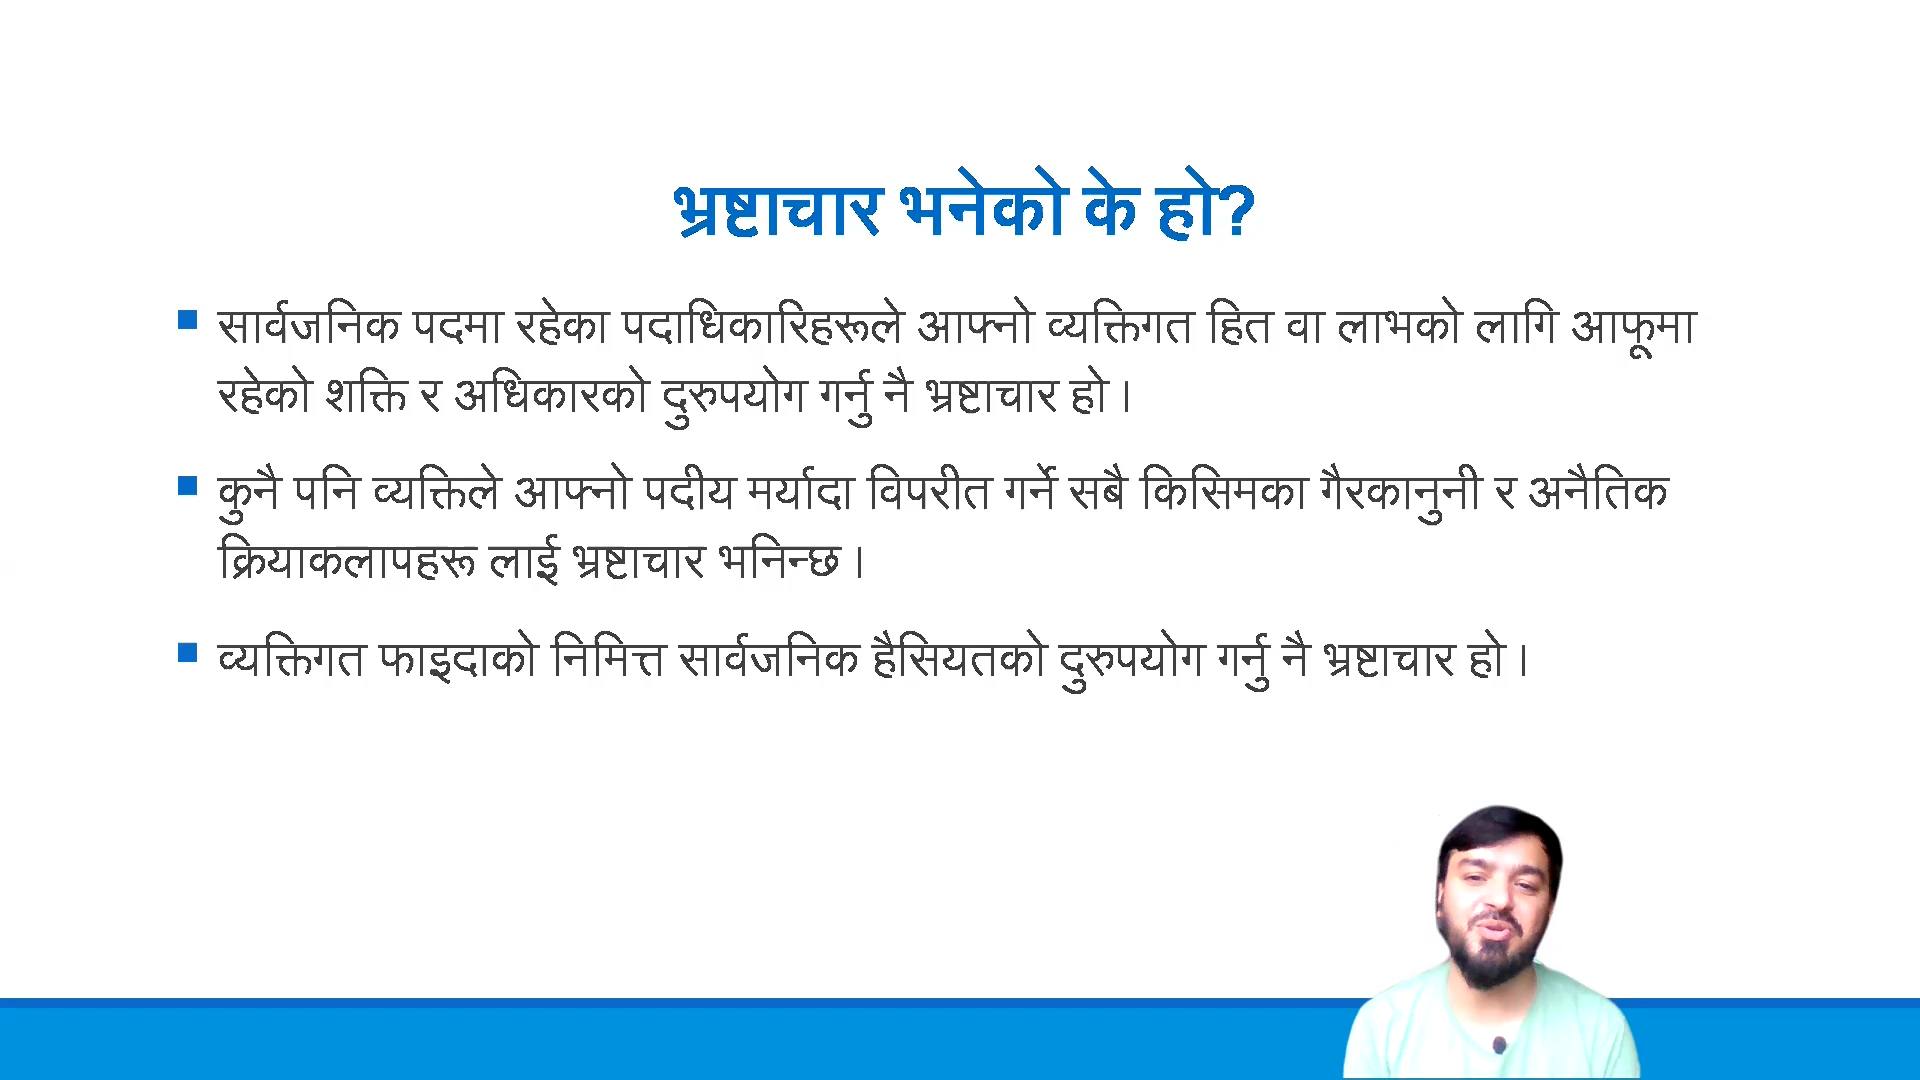 भ्रष्टाचार भनेको के हो?
सार्वजनिक पदमा रहेका पदाधिकारिहरूले आफ्नो व्यक्तिगत हित वा लाभको लागि आफूमा
रहेको शक्ति र अधिकारको दुरुपयोग गर्नु नै भ्रष्टाचार हो ।
कुनै पनि व्यक्तिले आफ्नो पदीय मर्यादा विपरीत गर्ने सबै किसिमका गैरकानुनी र अनैतिक
क्रियाकलापहरू लाई भ्रष्टाचार भनिन्छ ।
व्यक्तिगत फाइदाको निमित्त सार्वजनिक हैसियतको दुरुपयोग गर्नु नै भ्रष्टाचार हो ।